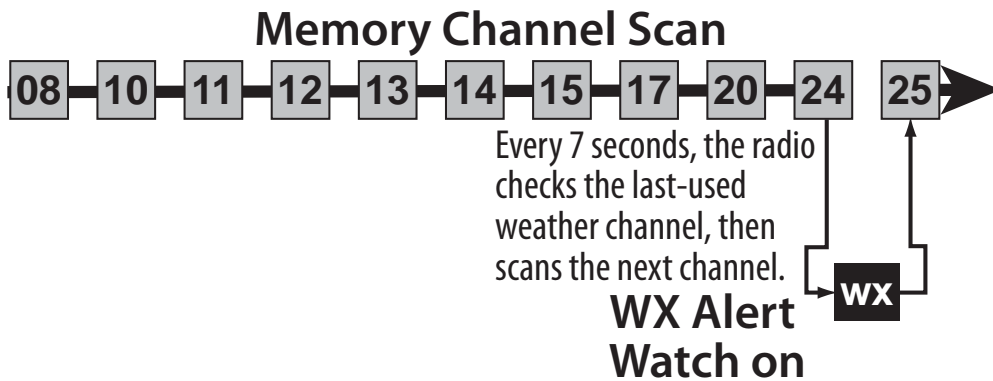 Memory Channel Scan
08 10 11 12 13 14 15 17 20 24 25
Every 7 seconds, the radio
checks the last-used
weather channel, then
scans the next channel.
WX
WX Alert
Watch on